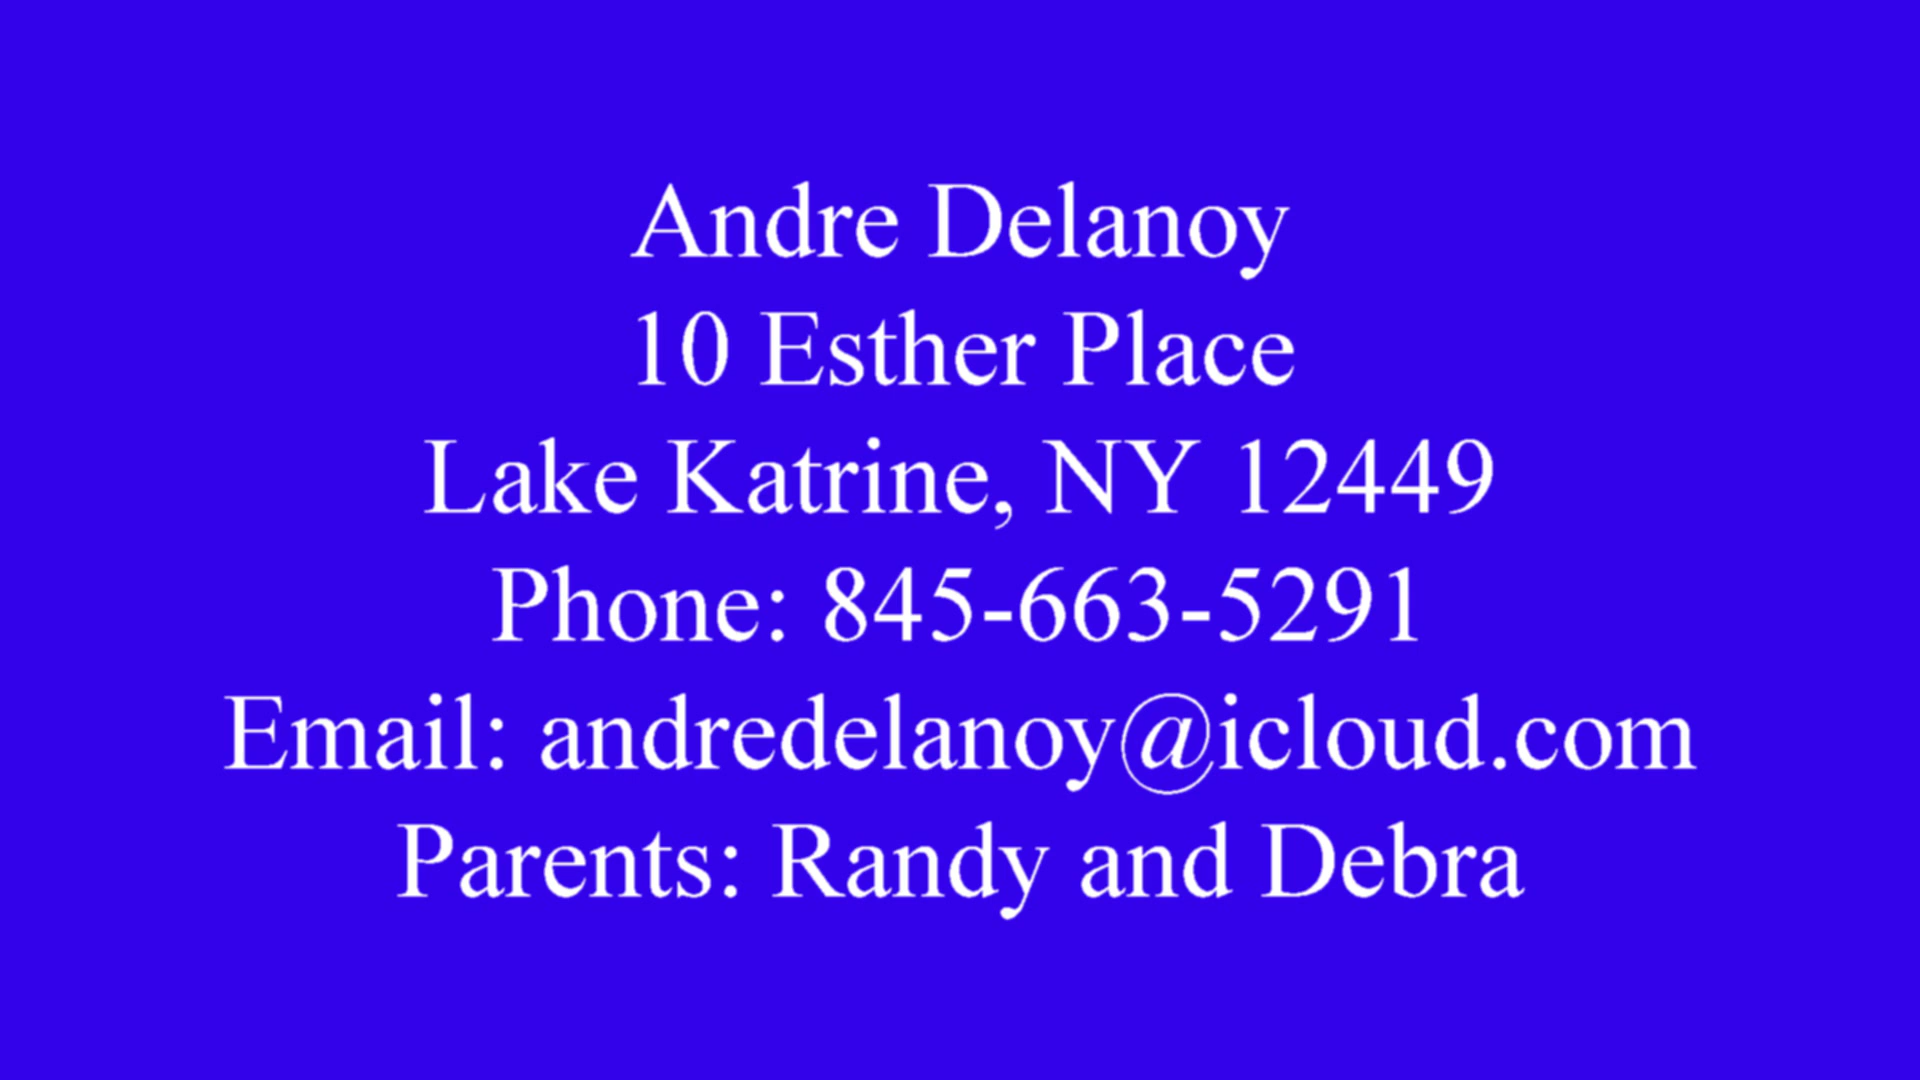 Andre Delanoy
10 Esther Place
Lake Katrine, NY 12449
Phone: 845-663-5291
Email: andredelanoy@icloud.com
Parents: Randy and Debra